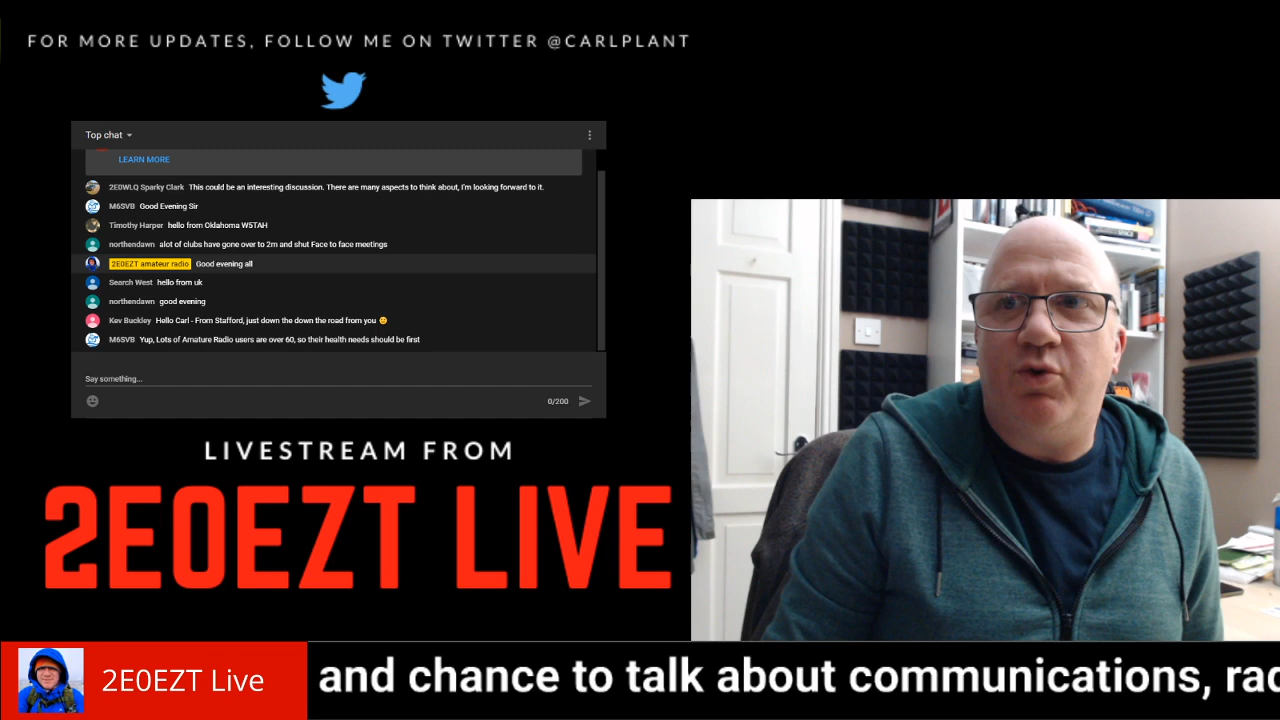 FOR MORE UPDATES, FOLLOW ME ON TWITTER @CARLPLANT
Top chat
LEARN MORE
2E0WLQ Sparky Clark This could be an interesting discussion. There are many aspects to think about, I'm looking forward to it.
M6SVB Good Evening Sir
Timothy Harper hello from Oklahoma W5TAH
northendawn alot of clubs have gone over to 2m and shut Face to face meetings
2E0EZT amateur radio Good evening all
Search West hello from uk
northendawn good evening
Kev Buckley Hello Carl - From Stafford, just down the down the road from you
M6SVB Yup, Lots of Amature Radio users are over 60, so their health needs should be first
Say something...
0/200
LIVESTREAM FROM
2E0EZT LIVE
2E0EZT Live
and chance to talk about communications, rad